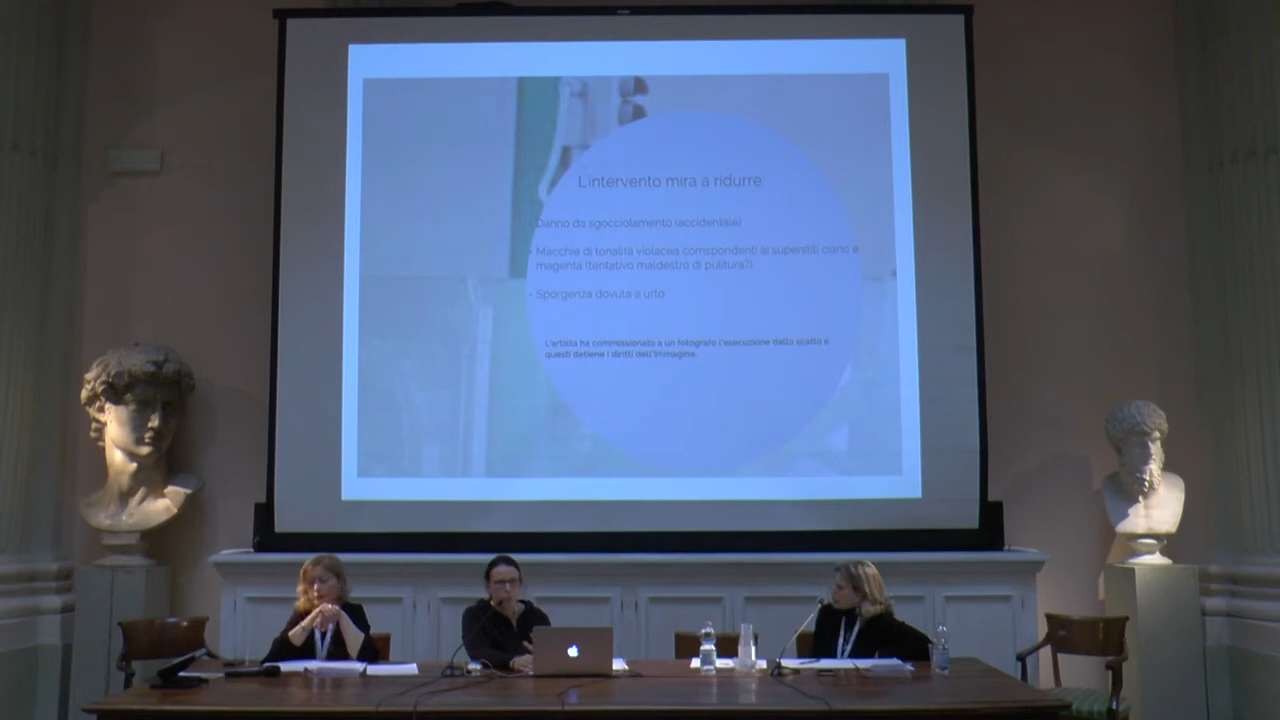 L'intervento mira a ridurre:
• Danno da sgocciolamento (accidentale)
• Macchie di tonalità violacea corrispondenti ai superstiti ciano e
magenta (tentativo maldestro di pulitura?)
• Sporgenza dovuta a urto
L'artista ha commissionato a un fotografo l'esecuzione dello scatto e
questi detiene i diritti dell'immagine.